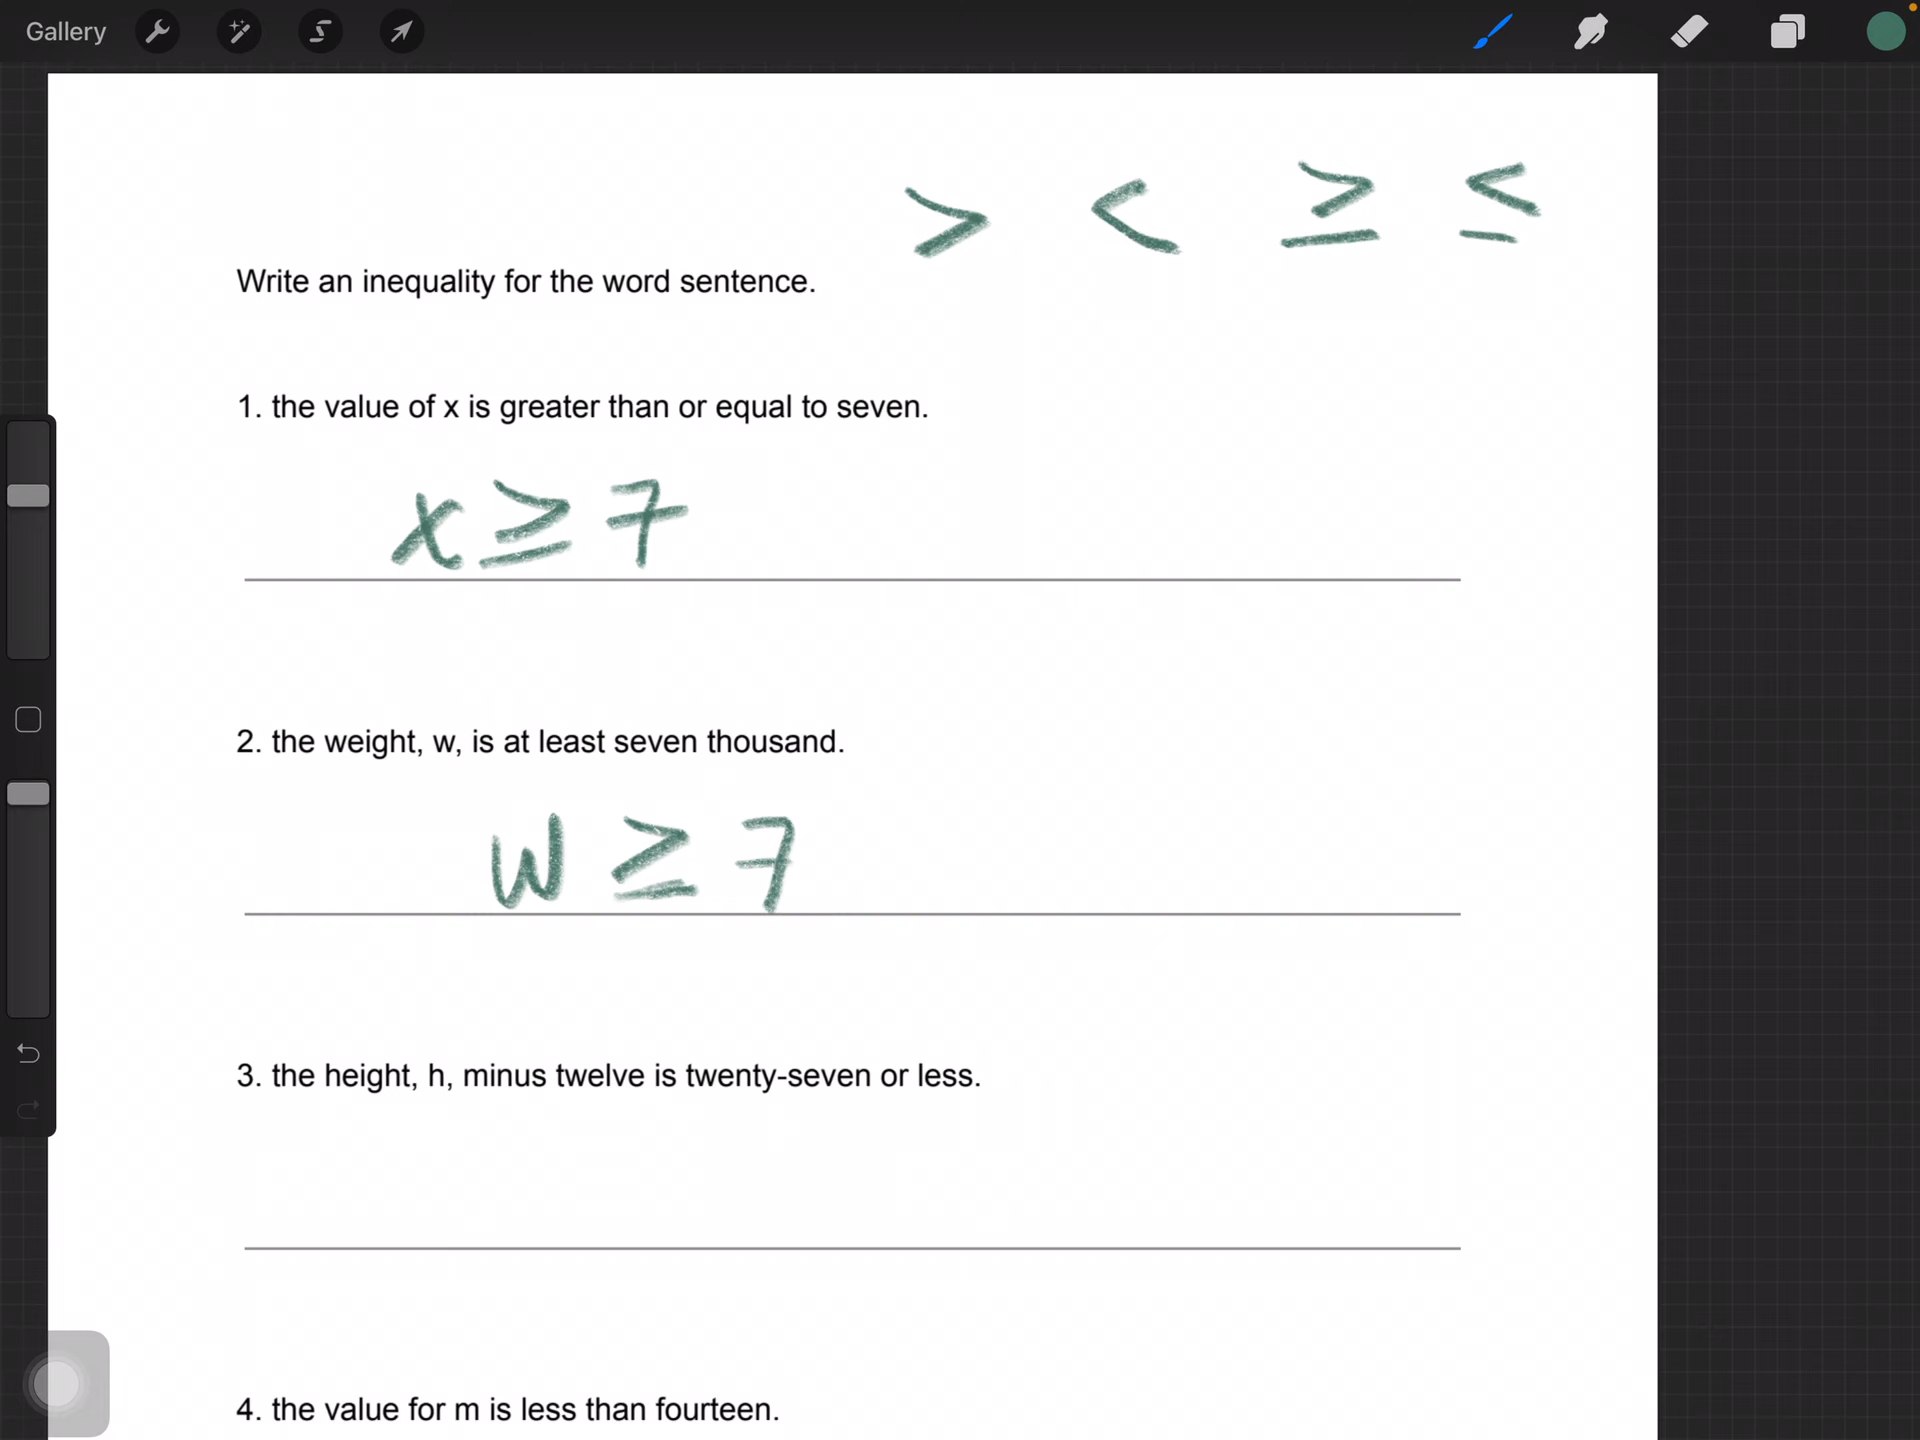 Gallery
> < ≥ ≤
Write an inequality for the word sentence.
1. the value of x is greater than or equal to seven.
x ≥ 7
2. the weight, w, is at least seven thousand.
W ≥ 7
3. the height, h, minus twelve is twenty-seven or less.
4. the value for m is less than fourteen.